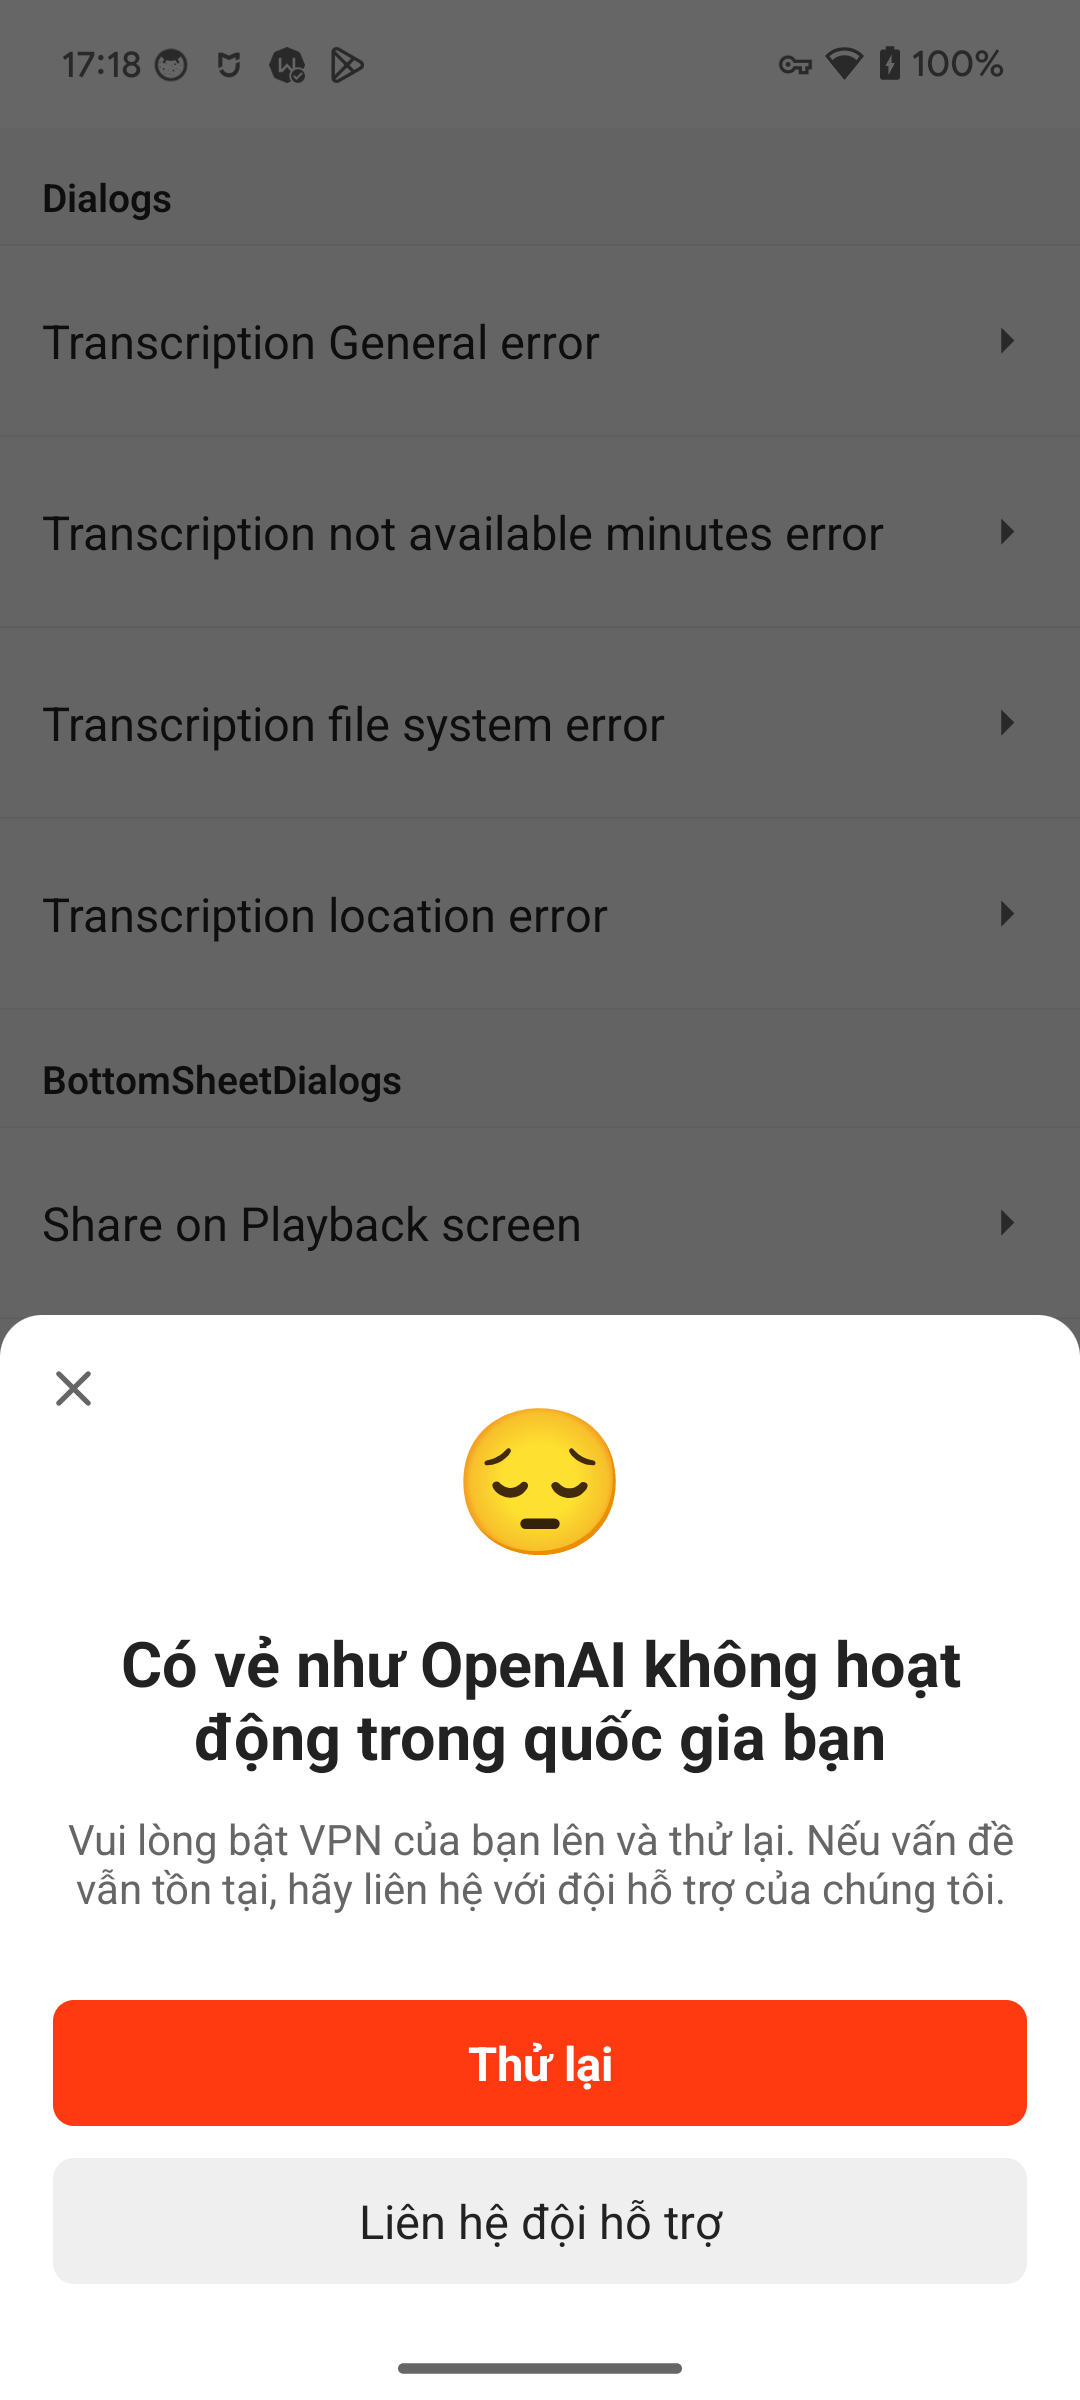 17:18
100%
Dialogs
Transcription General error
Transcription not available minutes error
Transcription file system error
Transcription location error
BottomSheetDialogs
Share on Playback screen
Có vẻ như OpenAI không hoạt
động trong quốc gia bạn
Vui lòng bật VPN của bạn lên và thử lại. Nếu vấn đề
vẫn tồn tại, hãy liên hệ với đội hỗ trợ của chúng tôi.
Thử lại
Liên hệ đội hỗ trợ